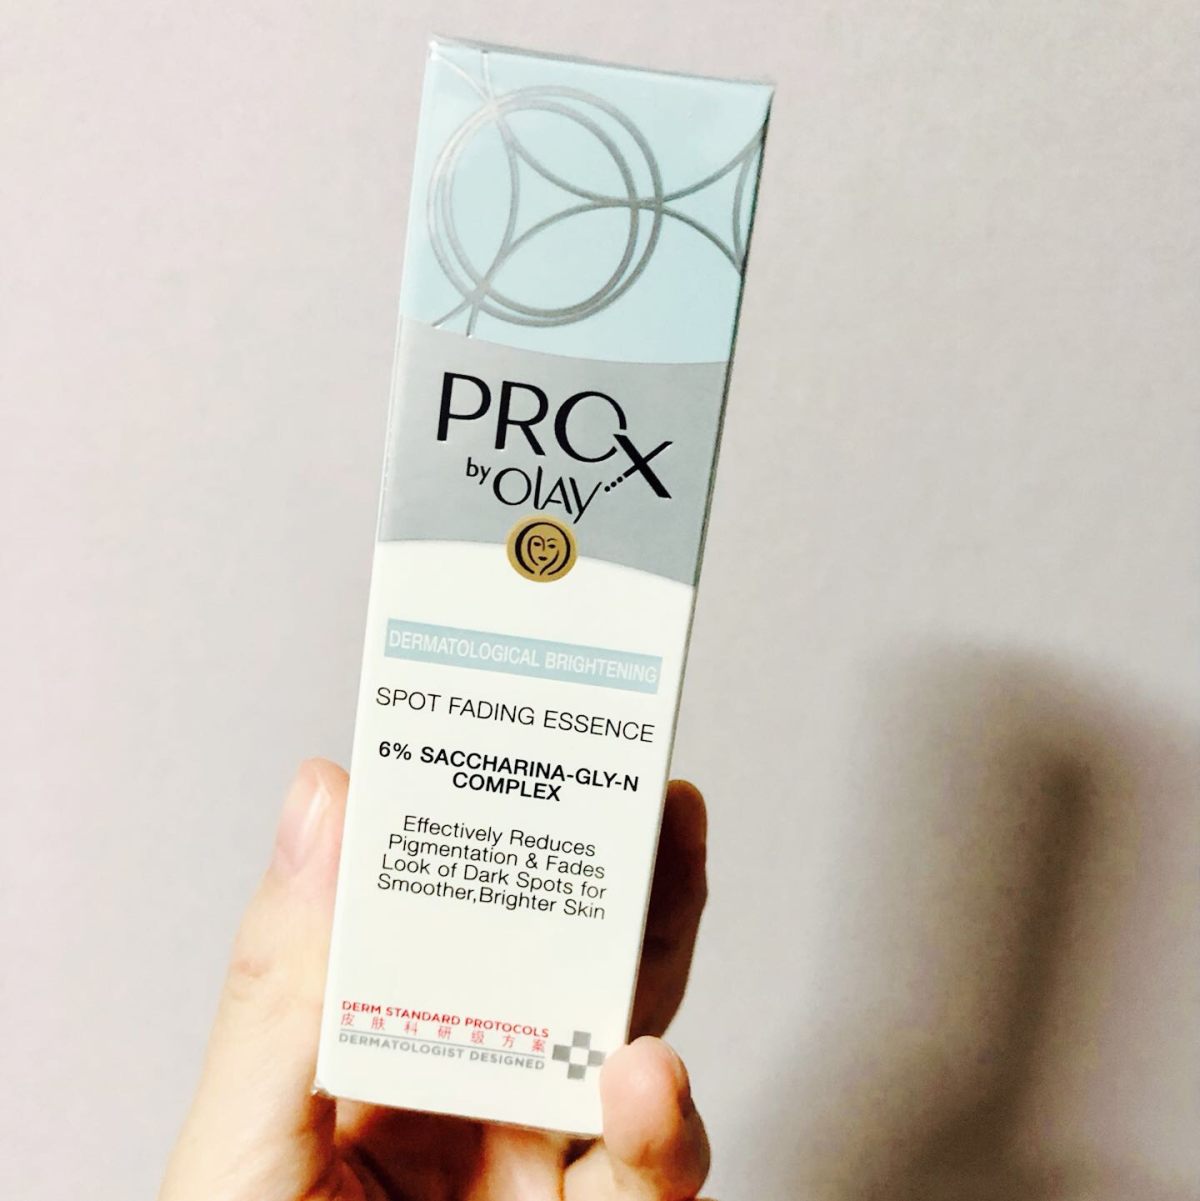 PROX
by OLAY
DERMATOLOGICAL BRIGHTENING
SPOT FADING ESSENCE
6% SACCHARINA-GLY-N
COMPLEX
Effectively Reduces
Pigmentation & Fades
Look of Dark Spots for
Smoother,Brighter Skin
DERM STANDARD PROTOCOLS
皮肤科研级方案
DERMATOLOGIST DESIGNED